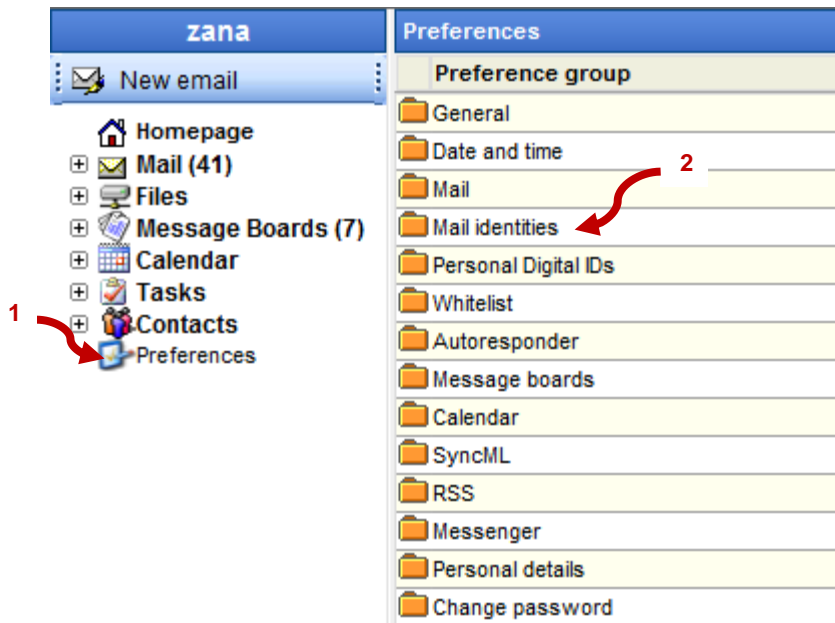 zana
New email
Homepage
Mail (41)
Files
Message Boards (7)
Calendar
Tasks
Contacts
Preferences
1
Preferences
Preference group
General
Date and time
Mail
Mail identities
2
Personal Digital IDs
Whitelist
Autoresponder
Message boards
Calendar
SyncML
RSS
Messenger
Personal details
Change password